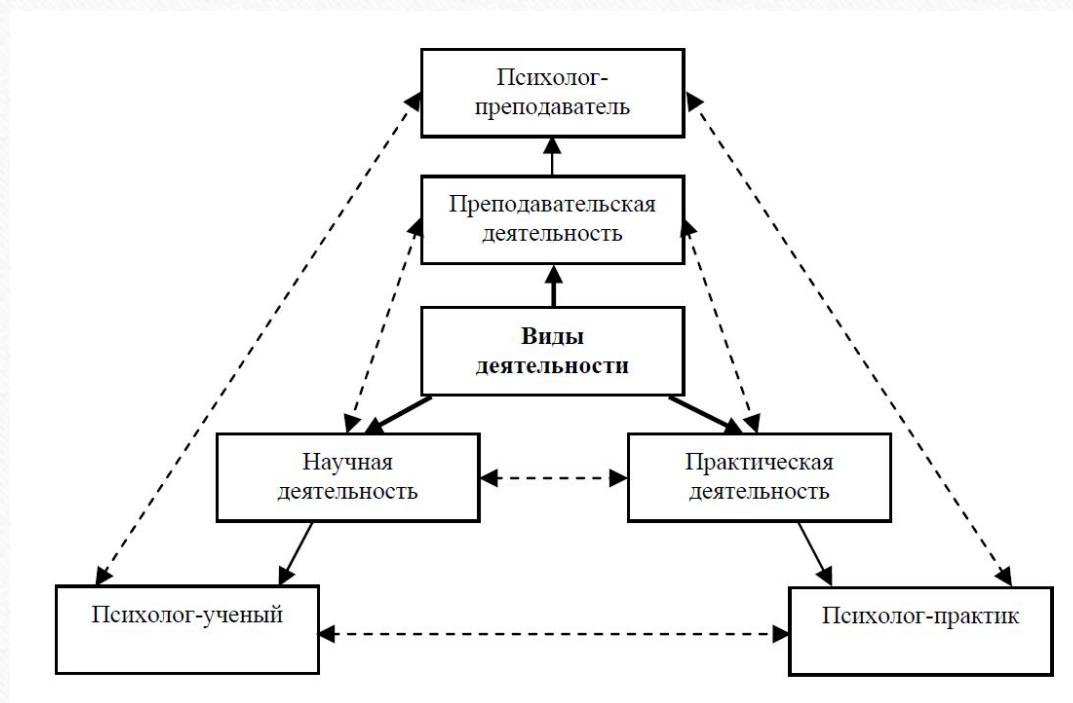 Психолог-
преподаватель
Преподавательская
деятельность
Виды
деятельности
Научная
деятельность
Практическая
деятельность
Психолог-ученый
Психолог-практик